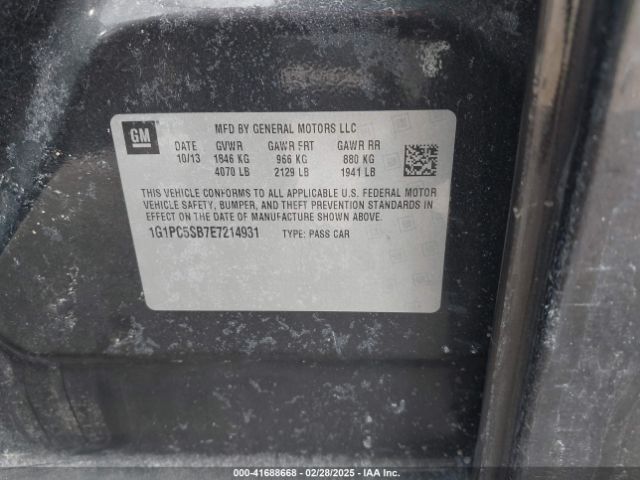 GM
MFD BY GENERAL MOTORS LLC
DATE GVWR GAWR FRT GAWR RR
10/13 1846 KG 966 KG 880 KG
4070 LB 2129 LB 1941 LB
THIS VEHICLE CONFORMS TO ALL APPLICABLE U.S. FEDERAL MOTOR
VEHICLE SAFETY, BUMPER, AND THEFT PREVENTION STANDARDS IN
EFFECT ON THE DATE OF MANUFACTURE SHOWN ABOVE.
1G1PC5SB7E7214931 TYPE: PASS CAR
000-41688668 • 02/28/2025 • IAA Inc.